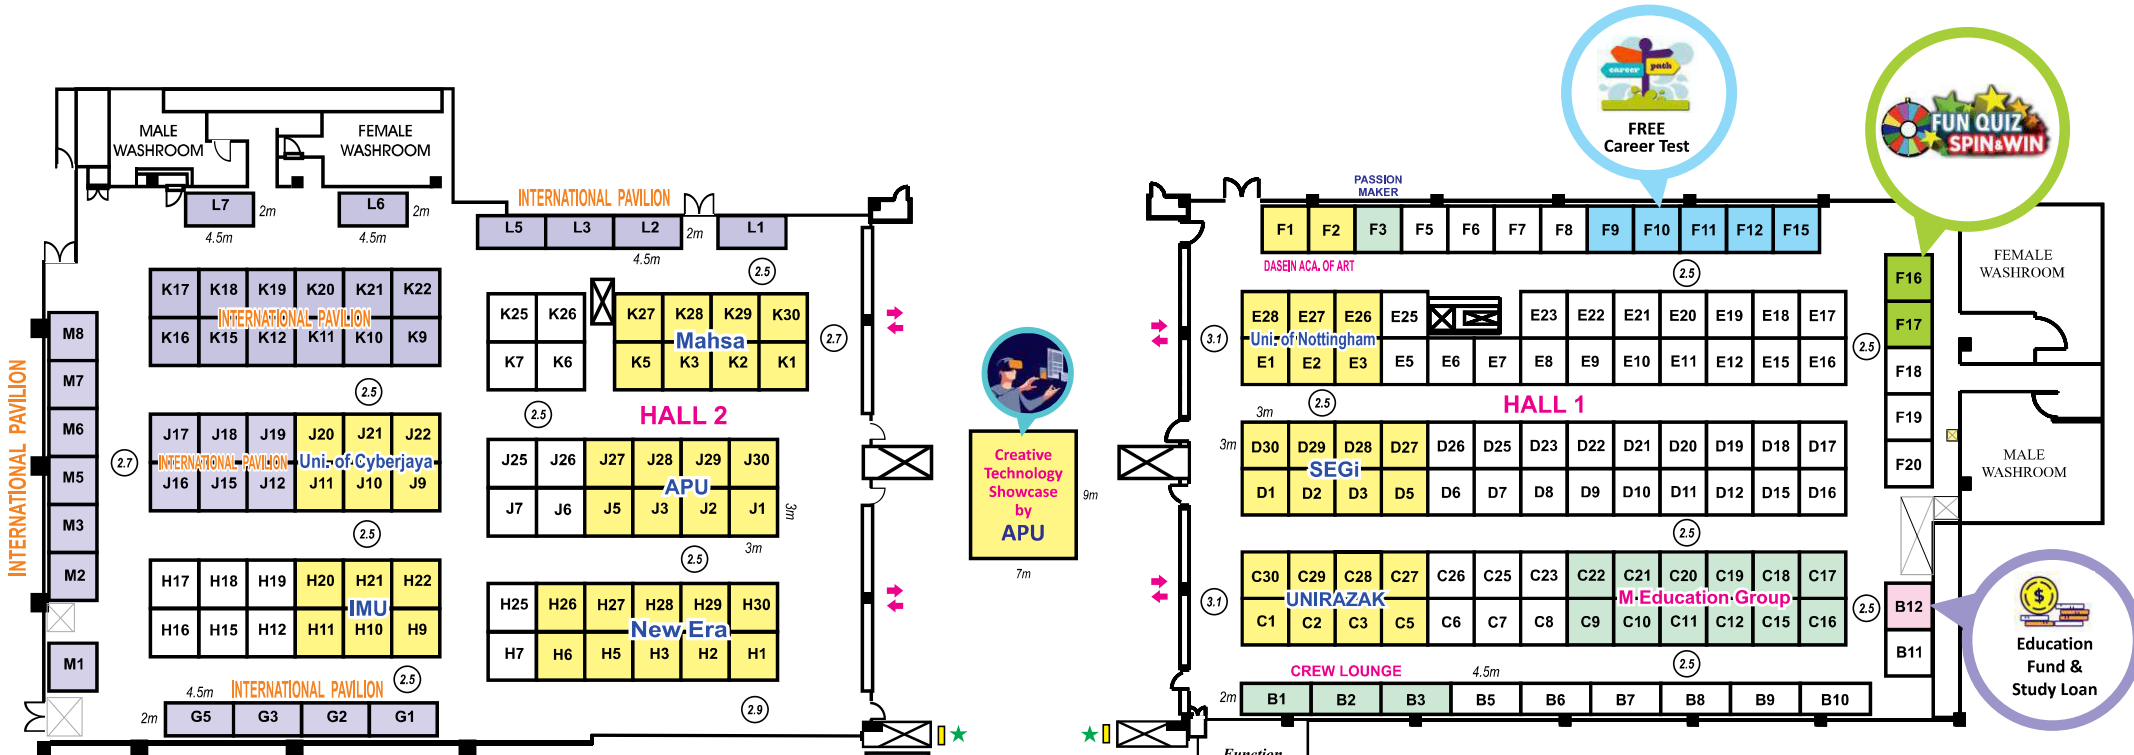 MALE
WASHROOM
FEMALE
WASHROOM
L7
2m
4.5m
L6
2m
4.5m
INTERNATIONAL PAVILION
L5 L3 L2 2m L1
4.5m
2.5
K17 K18 K19 K20 K21 K22
INTERNATIONAL PAVILION
K16 K15 K12 K11 K10 K9
2.5
K25 K26 K27 K28 K29 K30
Mahsa
K7 K6 K5 K3 K2 K1
2.7
2.5
HALL 2
INTERNATIONAL PAVILION
M8
M7
M6
M5
M3
M2
M1
2.7
J17 J18 J19 J20 J21 J22
INTERNATIONAL PAVILION Uni. of Cyberjaya
J16 J15 J12 J11 J10 J9
2.5
J25 J26 J27 J28 J29 J30
APU
J7 J6 J5 J3 J2 J1
3m
3m
2.5
H17 H18 H19 H20 H21 H22
IMU
H16 H15 H12 H11 H10 H9
2.5
H25 H26 H27 H28 H29 H30
New Era
H7 H6 H5 H3 H2 H1
2.9
4.5m INTERNATIONAL PAVILION
2m G5 G3 G2 G1
Creative
Technology
Showcase
by
APU
9m
7m
career path
FREE
Career Test
FUN QUIZ
SPIN&WIN
PASSION
MAKER
F1 F2 F3 F5 F6 F7 F8 F9 F10 F11 F12 F15
DASEIN ACA. OF ART
2.5
F16
F17
F18
F19
F20
FEMALE
WASHROOM
MALE
WASHROOM
3.1
E28 E27 E26 E25 E23 E22 E21 E20 E19 E18 E17
Uni. of Nottingham
E1 E2 E3 E5 E6 E7 E8 E9 E10 E11 E12 E15 E16
2.5
2.5
HALL 1
3m
3m
D30 D29 D28 D27 D26 D25 D23 D22 D21 D20 D19 D18 D17
SEGi
D1 D2 D3 D5 D6 D7 D8 D9 D10 D11 D12 D15 D16
2.5
3.1
C30 C29 C28 C27 C26 C25 C23 C22 C21 C20 C19 C18 C17
UNIRAZAK M Education Group
C1 C2 C3 C5 C6 C7 C8 C9 C10 C11 C12 C15 C16
2.5
2.5
CREW LOUNGE
4.5m
2m B1 B2 B3 B5 B6 B7 B8 B9 B10
B12
B11
$
Education
Fund &
Study Loan
Function